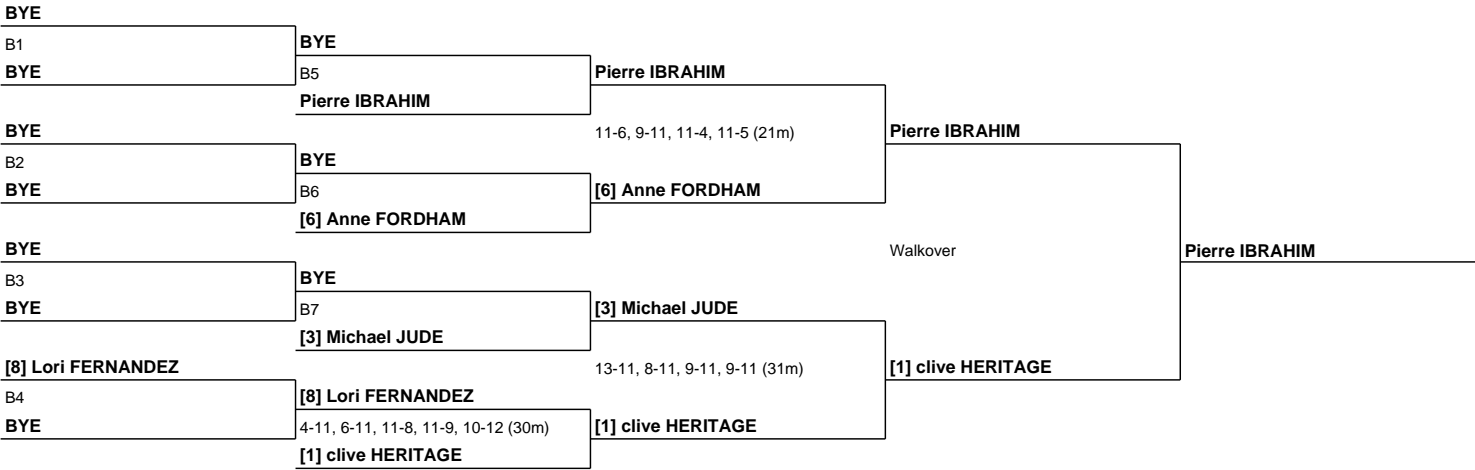 BYE
B1
BYE
BYE
B5
Pierre IBRAHIM
Pierre IBRAHIM
BYE
11-6, 9-11, 11-4, 11-5 (21m)
Pierre IBRAHIM
B2
BYE
BYE
B6
[6] Anne FORDHAM
[6] Anne FORDHAM
BYE
Walkover
Pierre IBRAHIM
B3
BYE
BYE
B7
[3] Michael JUDE
[3] Michael JUDE
[8] Lori FERNANDEZ
13-11, 8-11, 9-11, 9-11 (31m)
[1] clive HERITAGE
B4
[8] Lori FERNANDEZ
BYE
4-11, 6-11, 11-8, 11-9, 10-12 (30m)
[1] clive HERITAGE
[1] clive HERITAGE